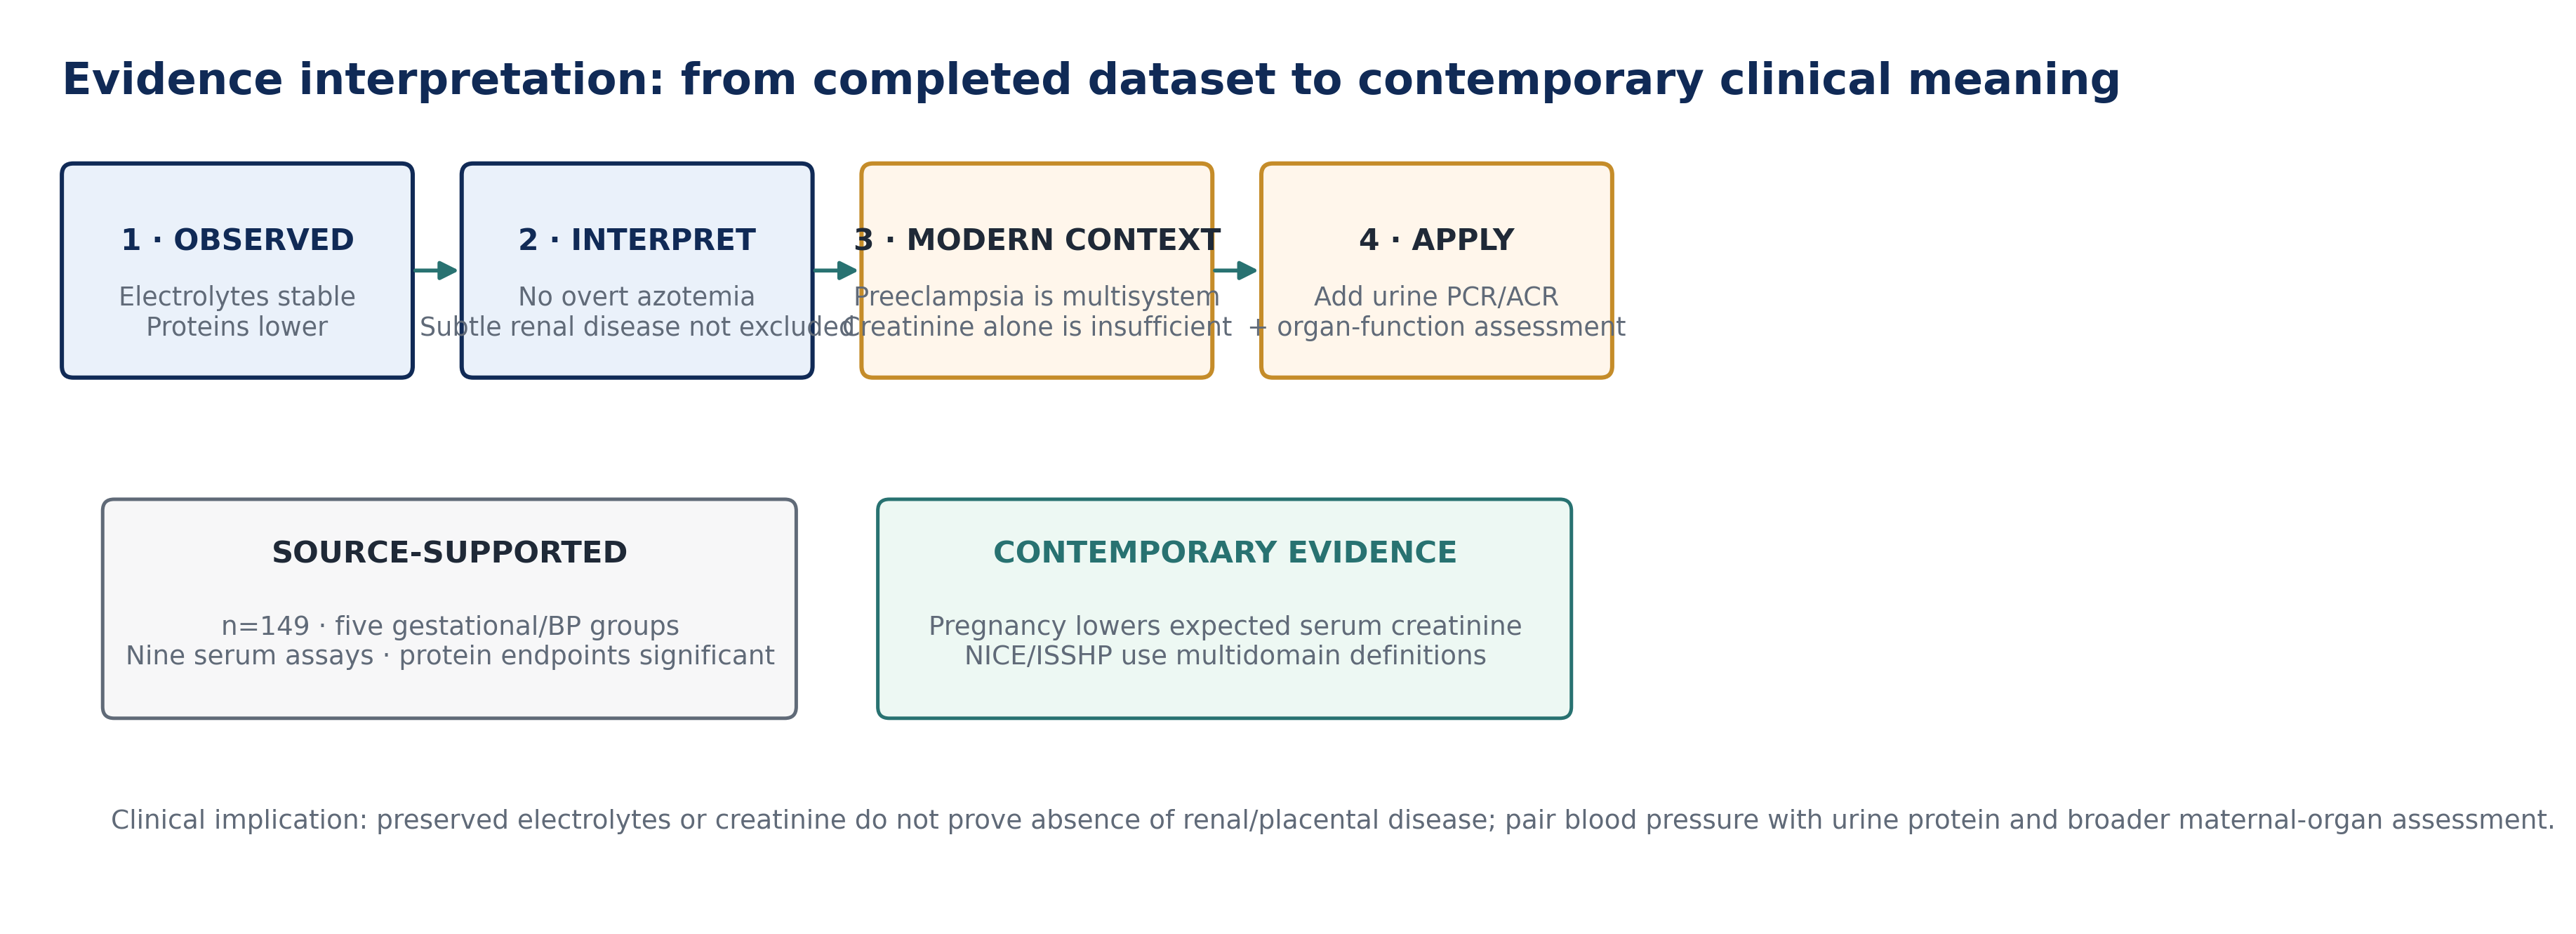 Evidence interpretation: from completed dataset to contemporary clinical meaning
1 · OBSERVED
Electrolytes stable
Proteins lower
2 · INTERPRET
No overt azotemia
Subtle renal disease not excluded
3 · MODERN CONTEXT
Preeclampsia is multisystem
Creatinine alone is insufficient
4 · APPLY
Add urine PCR/ACR
+ organ-function assessment
SOURCE-SUPPORTED
n=149 · five gestational/BP groups
Nine serum assays · protein endpoints significant
CONTEMPORARY EVIDENCE
Pregnancy lowers expected serum creatinine
NICE/ISSHP use multidomain definitions
Clinical implication: preserved electrolytes or creatinine do not prove absence of renal/placental disease; pair blood pressure with urine protein and broader maternal-organ assessment.